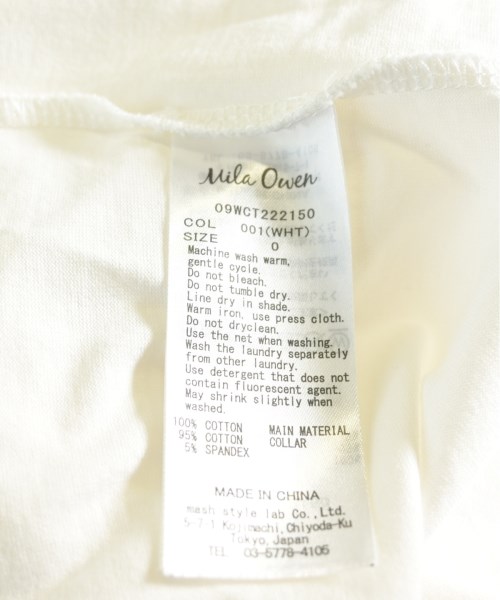 Mila Owen
09WCT222150
COL 001(WHT)
SIZE 0
Machine wash warm,
gentle cycle.
Do not bleach.
Do not tumble dry.
Line dry in shade.
Warm iron, use press cloth.
Do not dryclean.
Use the net when washing.
Wash the laundry separately
from other laundry.
Use detergent that does not
contain fluorescent agent.
May shrink slightly when
washed.
100% COTTON MAIN MATERIAL
95% COTTON COLLAR
5% SPANDEX
MADE IN CHINA
mash style lab Co.,Ltd.
5-7-1 Kojimachi,Chiyoda-Ku
Tokyo,Japan
TEL. 03-5778-4105